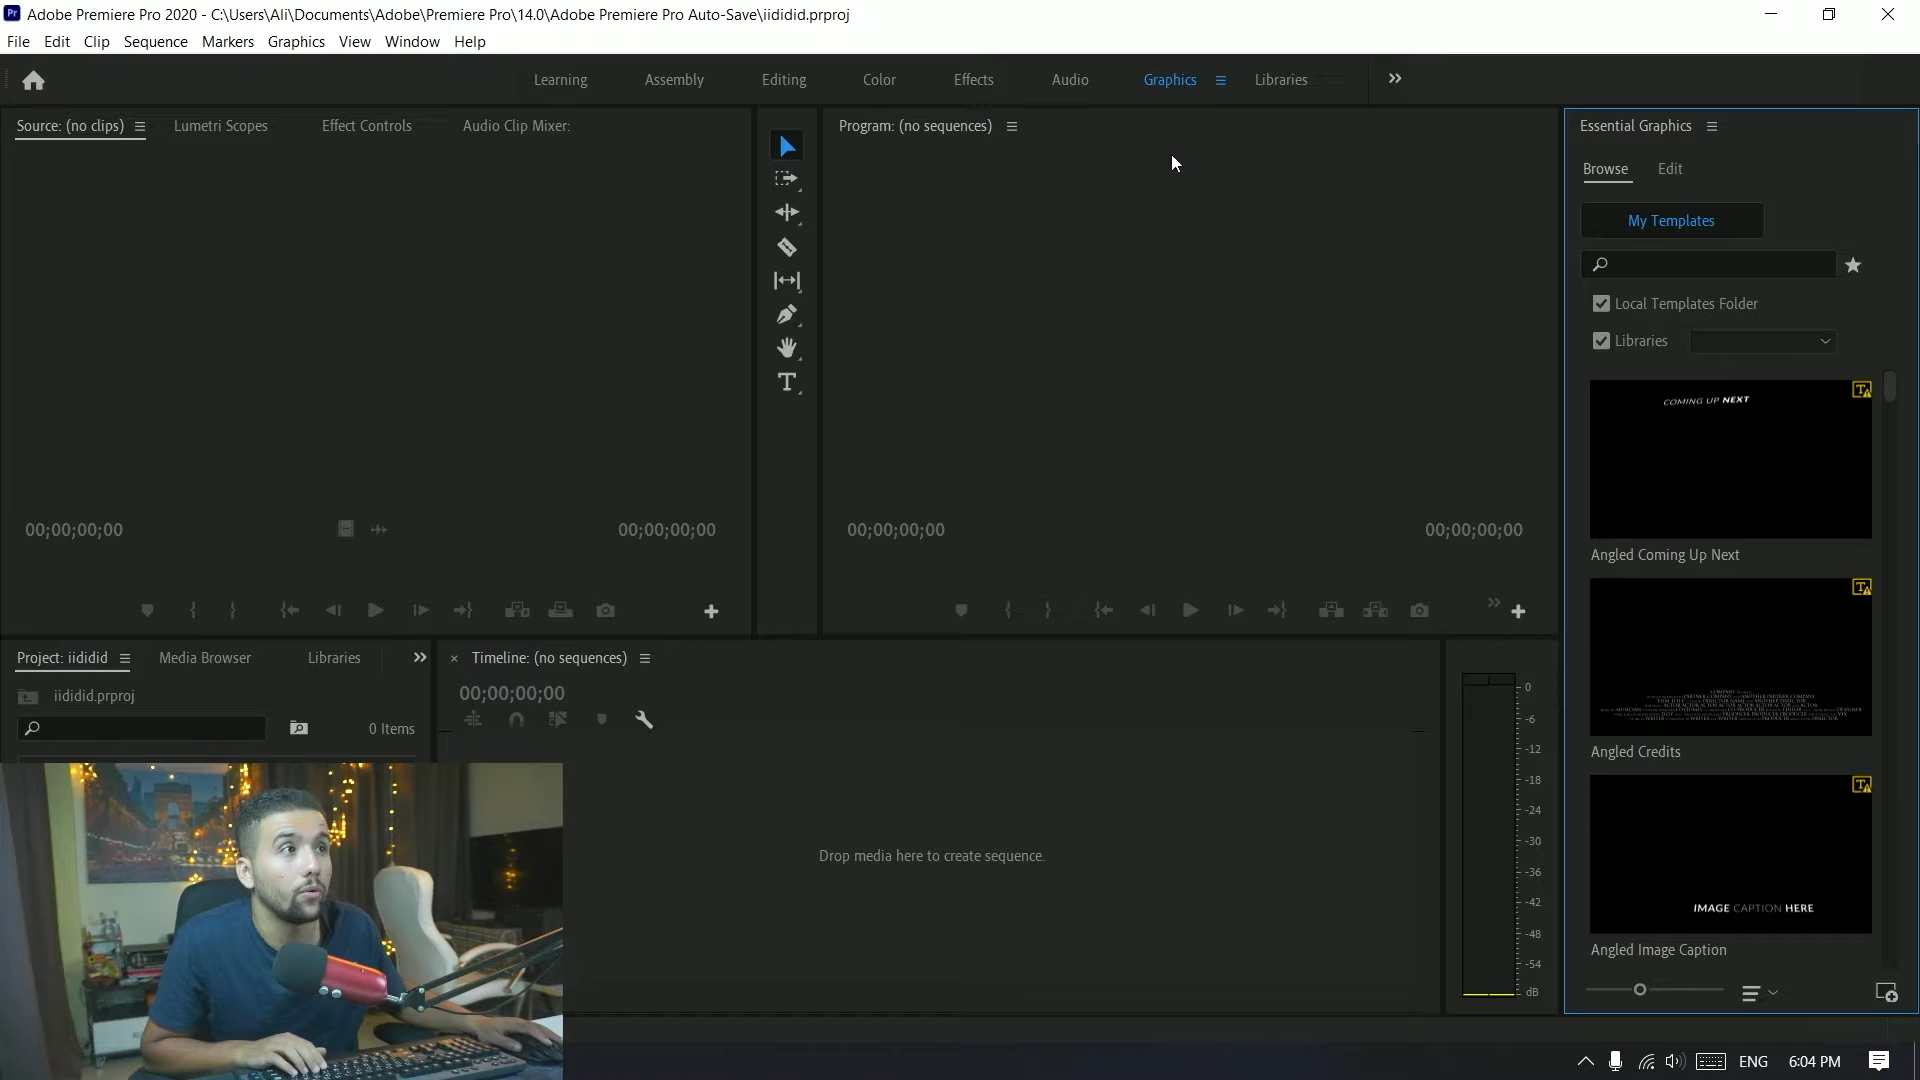 Adobe Premiere Pro 2020 - C:\Users\Ali\Documents\Adobe\Premiere Pro\14.0\Adobe Premiere Pro Auto-Save\iididid.prproj
File Edit Clip Sequence Markers Graphics View Window Help
Learning Assembly Editing Color Effects Audio Graphics Libraries
Source: (no clips) Lumetri Scopes Effect Controls Audio Clip Mixer:
Program: (no sequences)
Essential Graphics
Browse Edit
My Templates
Local Templates Folder
Libraries
COMING UP NEXT
Angled Coming Up Next
00;00;00;00 00;00;00;00 00;00;00;00 00;00;00;00
Angled Credits
IMAGE CAPTION HERE
Angled Image Caption
Project: iididid Media Browser Libraries
iididid.prproj
0 Items
Timeline: (no sequences)
00;00;00;00
Drop media here to create sequence.
0
-6
-12
-18
-24
-30
-36
-42
-48
-54
dB
ENG 6:04 PM